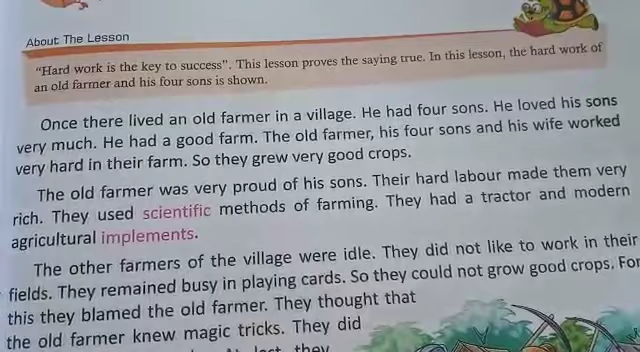 About The Lesson
"Hard work is the key to success". This lesson proves the saying true. In this lesson, the hard work of
an old farmer and his four sons is shown.
Once there lived an old farmer in a village. He had four sons. He loved his sons
very much. He had a good farm. The old farmer, his four sons and his wife worked
very hard in their farm. So they grew very good crops.
The old farmer was very proud of his sons. Their hard labour made them very
rich. They used scientific methods of farming. They had a tractor and modern
agricultural implements.
The other farmers of the village were idle. They did not like to work in their
fields. They remained busy in playing cards. So they could not grow good crops. For
this they blamed the old farmer. They thought that
the old farmer knew magic tricks. They did
they